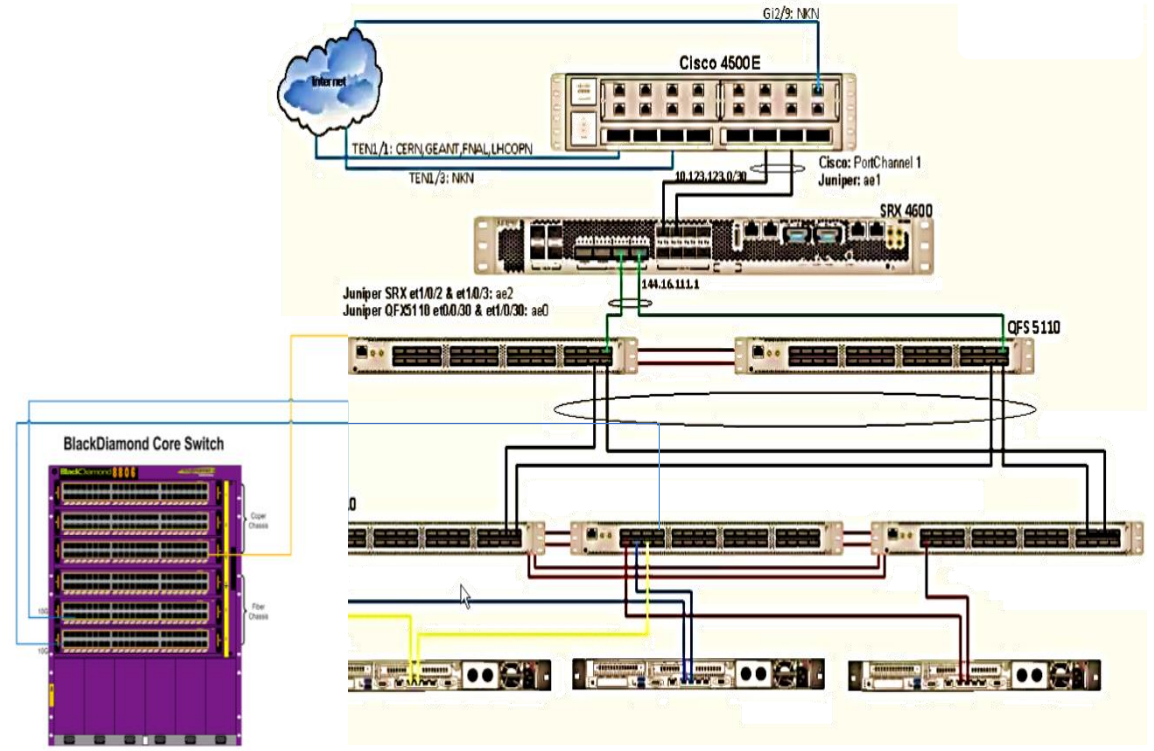 Gi2/9: NKN
Cisco 4500E
Internet
TEN1/1: CERN,GEANT,FNAL,LHCOPN
TEN1/3: NKN
Cisco: PortChannel 1
Juniper: ae1
10.123.123.0/30
SRX 4600
144.16.111.1
Juniper SRX et1/0/2 & et1/0/3: ae2
Juniper QFX5110 et0/0/30 & et1/0/30: ae0
QFS 5110
BlackDiamond Core Switch
BlackDiamond 8806
Coper
Chassis
0
Fiber
Chassis
10G
10G